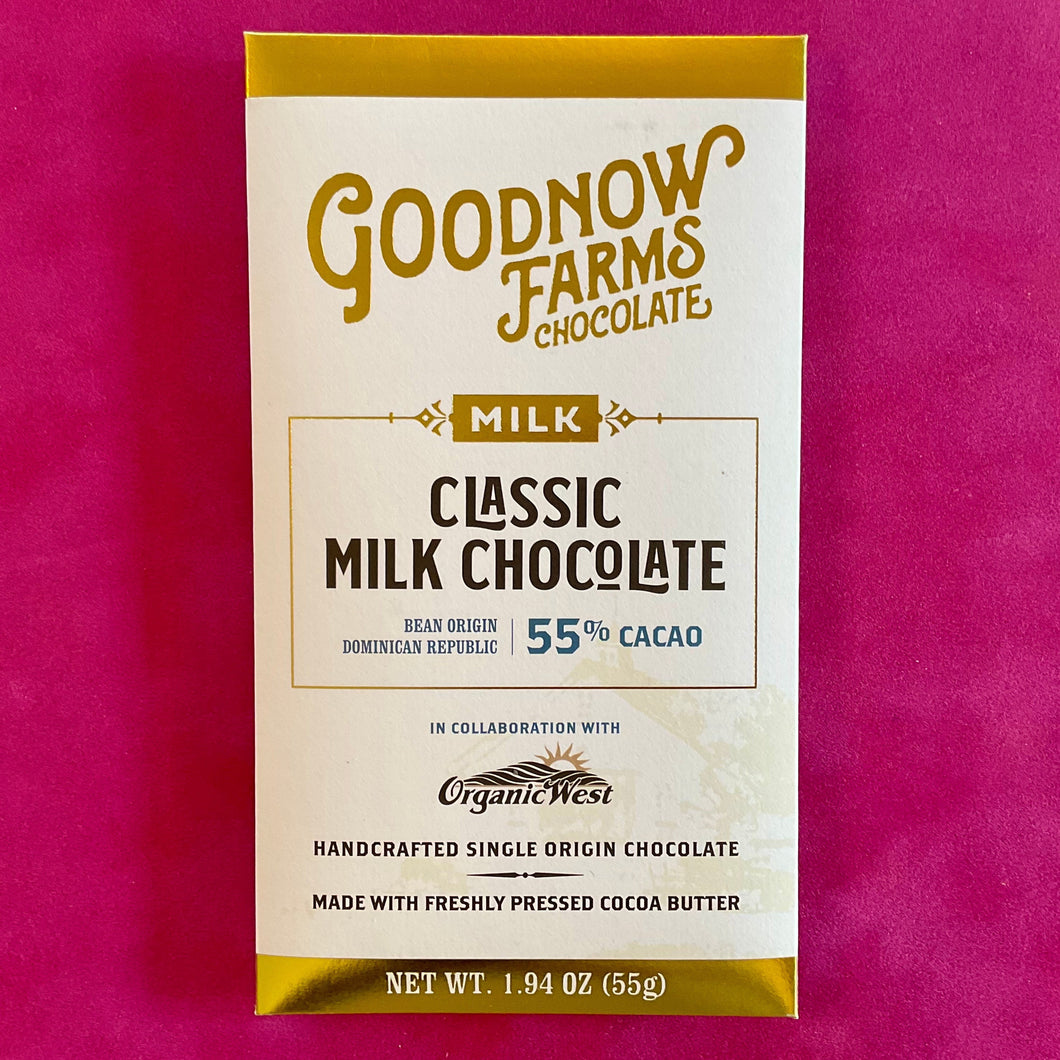 GOODNOW
FARMS
CHOCOLATE
MILK
CLASSIC
MILK CHOCOLATE
BEAN ORIGIN
DOMINICAN REPUBLIC
55% CACAO
IN COLLABORATION WITH
OrganicWest
HANDCRAFTED SINGLE ORIGIN CHOCOLATE
MADE WITH FRESHLY PRESSED COCOA BUTTER
NET WT. 1.94 OZ (55g)